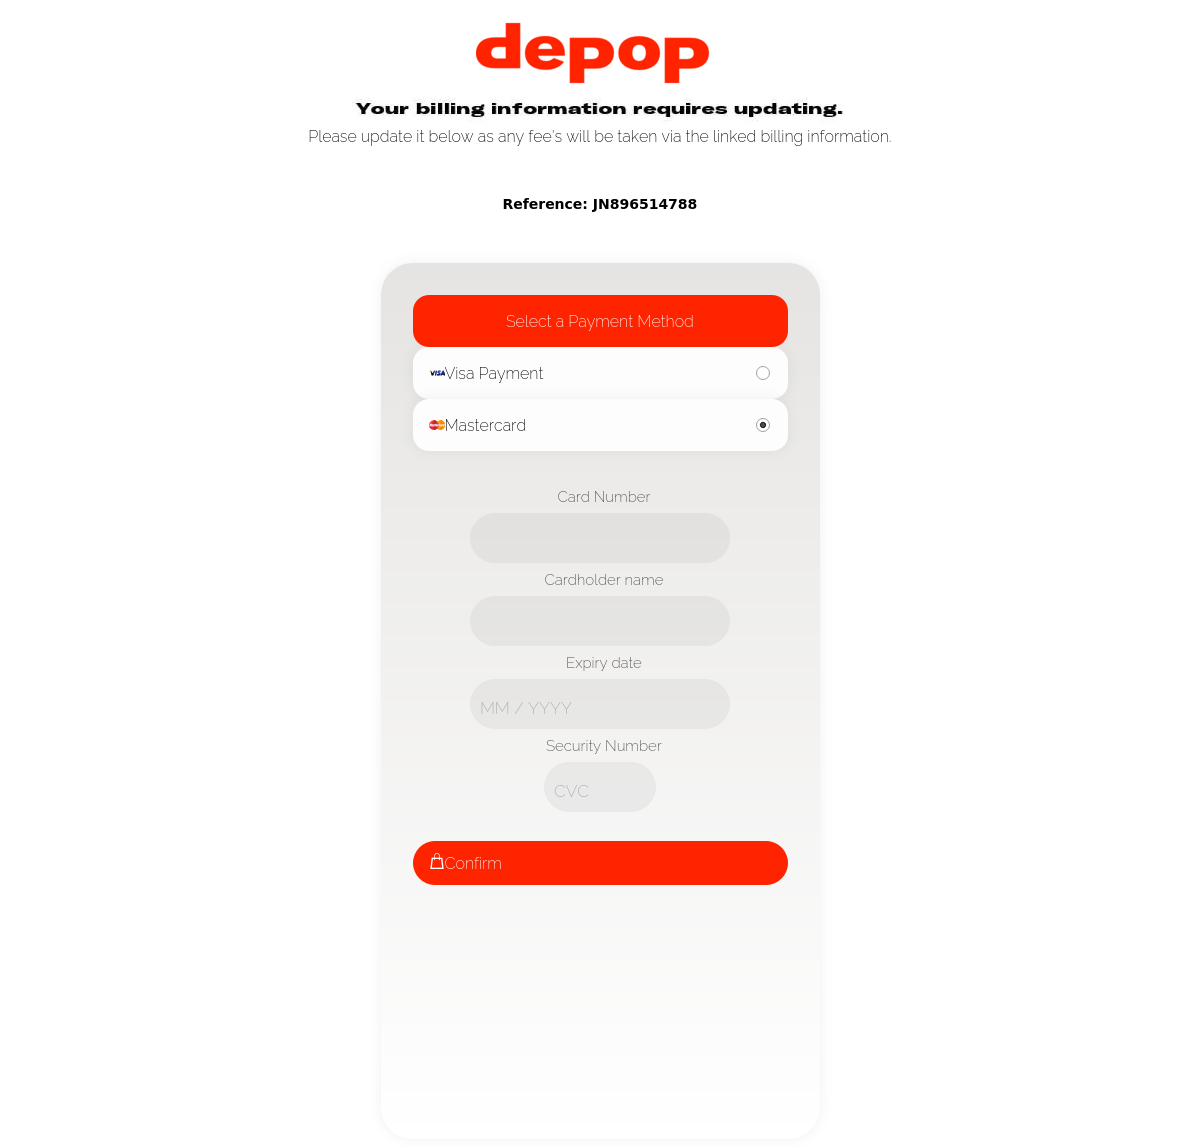 depop
Your billing information requires updating.
Please update it below as any fee's will be taken via the linked billing information.
Reference: JN896514788
Select a Payment Method
VISA Visa Payment
Mastercard
Card Number
Cardholder name
Expiry date
MM / YYYY
Security Number
CVC
Confirm